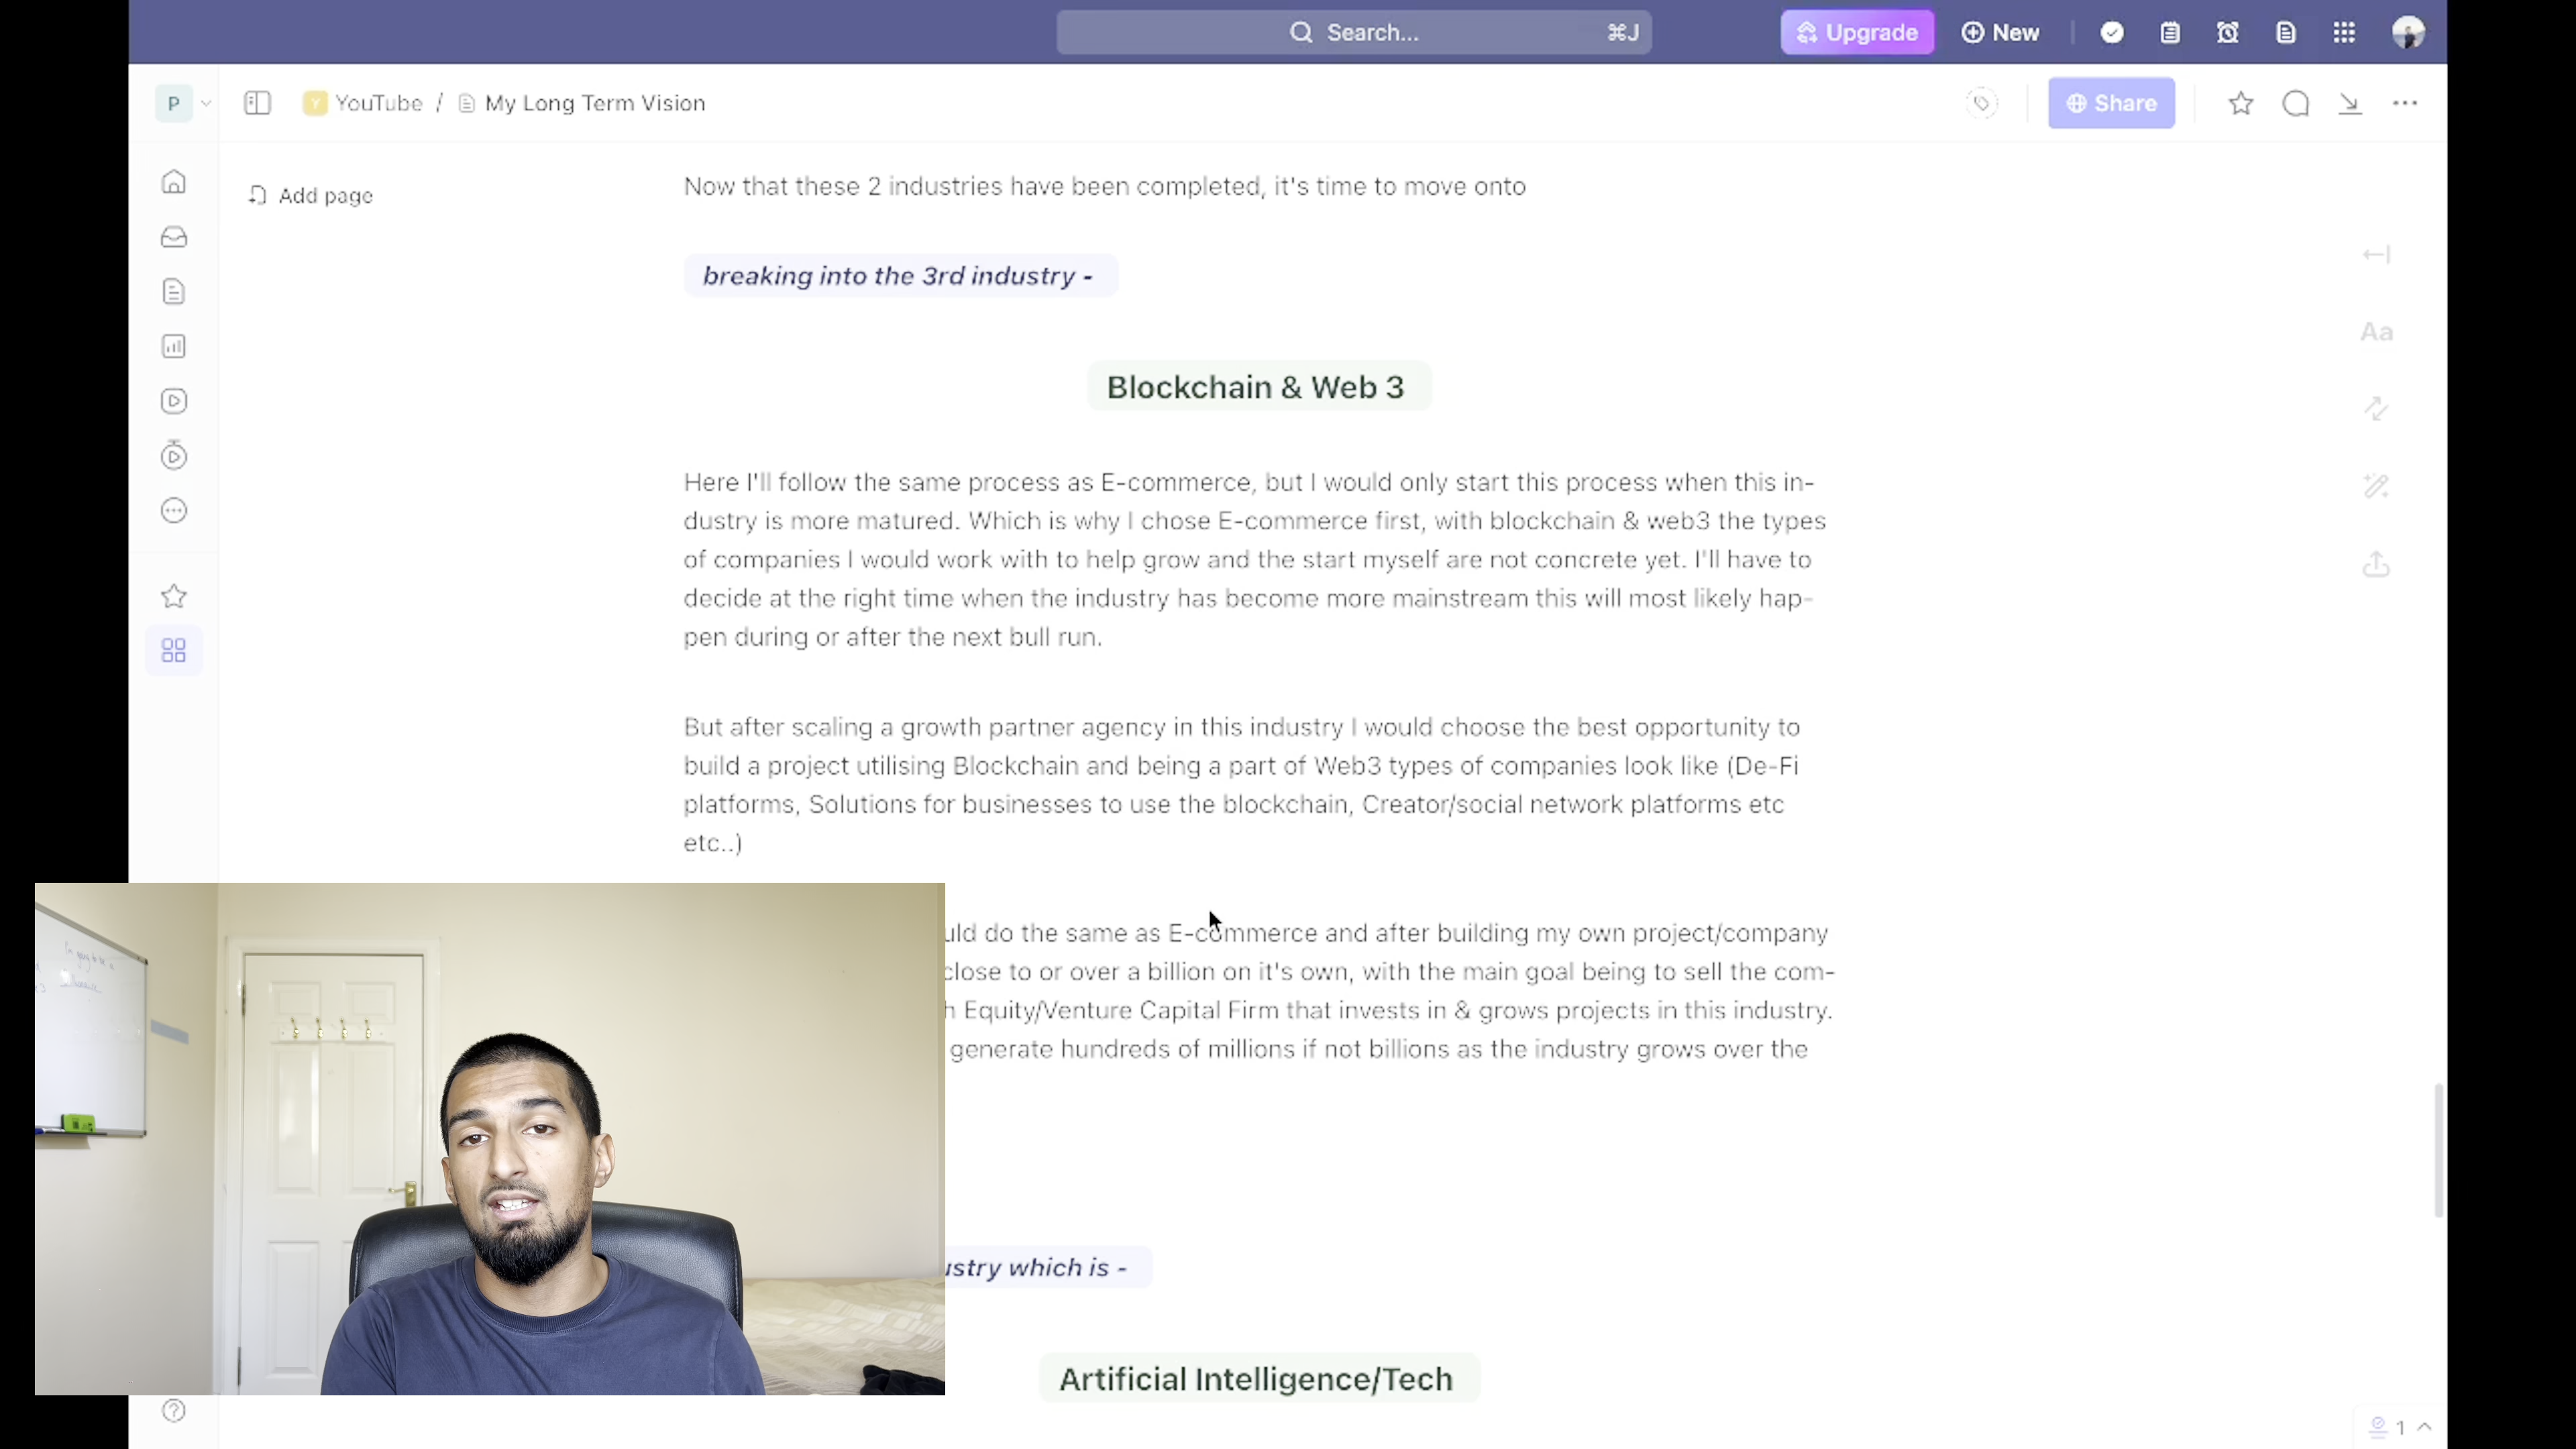 Search...
⌘J
Upgrade
New
P
Y
YouTube / My Long Term Vision
Share
Add page
Now that these 2 industries have been completed, it's time to move onto
breaking into the 3rd industry -
Aa
Blockchain & Web 3
Here I'll follow the same process as E-commerce, but I would only start this process when this in-
dustry is more matured. Which is why I chose E-commerce first, with blockchain & web3 the types
of companies I would work with to help grow and the start myself are not concrete yet. I'll have to
decide at the right time when the industry has become more mainstream this will most likely hap-
pen during or after the next bull run.
But after scaling a growth partner agency in this industry I would choose the best opportunity to
build a project utilising Blockchain and being a part of Web3 types of companies look like (De-Fi
platforms, Solutions for businesses to use the blockchain, Creator/social network platforms etc
etc..)
do the same as E-commerce and after building my own project/company
close to or over a billion on it's own, with the main goal being to sell the com-
Equity/Venture Capital Firm that invests in & grows projects in this industry.
generate hundreds of millions if not billions as the industry grows over the
which is -
Artificial Intelligence/Tech
1